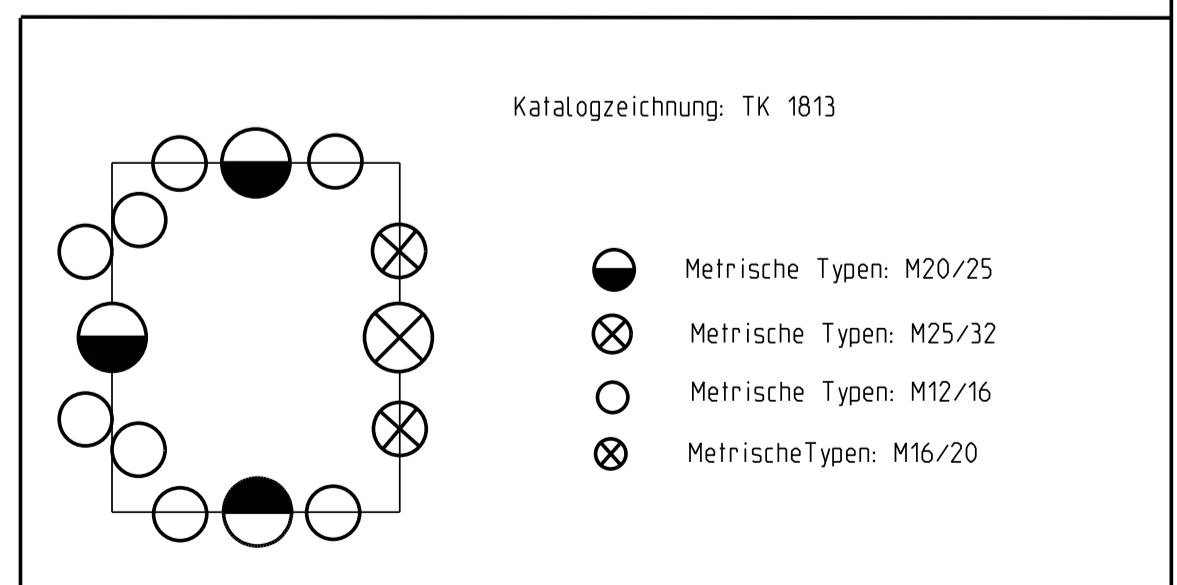 Katalogzeichnung: TK 1813
Metrische Typen: M20/25
Metrische Typen: M25/32
Metrische Typen: M12/16
MetrischeTypen: M16/20